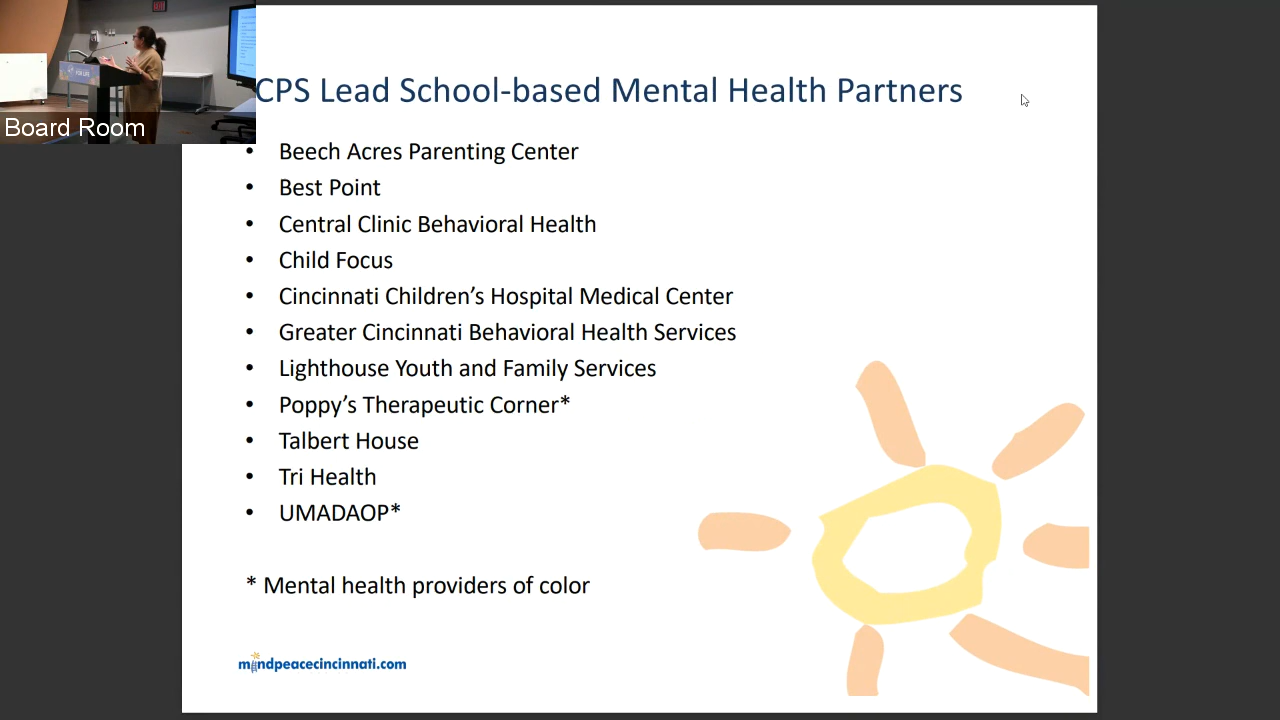 Board Room
CPS Lead School-based Mental Health Partners
• Beech Acres Parenting Center
• Best Point
• Central Clinic Behavioral Health
• Child Focus
• Cincinnati Children’s Hospital Medical Center
• Greater Cincinnati Behavioral Health Services
• Lighthouse Youth and Family Services
• Poppy’s Therapeutic Corner*
• Talbert House
• Tri Health
• UMADAOP*
* Mental health providers of color
mindpeacecincinnati.com